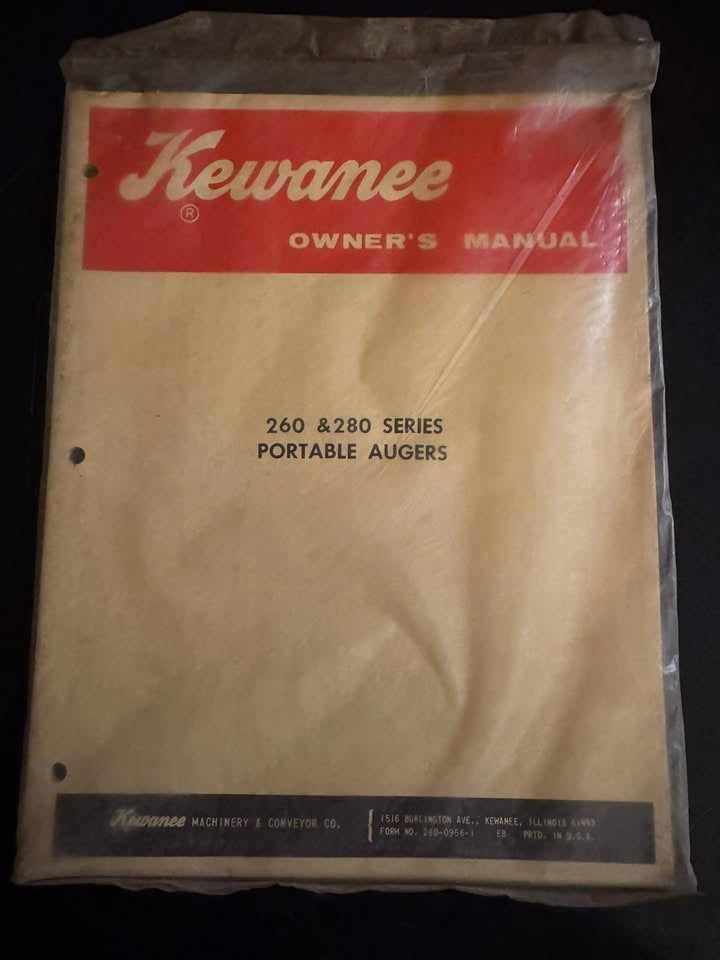 Kewanee
®
OWNER'S MANUAL
260 &280 SERIES
PORTABLE AUGERS
Kewanee MACHINERY & CONVEYOR CO.
1516 BURLINGTON AVE., KEWANEE, ILLINOIS 61443
FORM NO. 280-0956-1 EB PRTD. IN U.S.A.